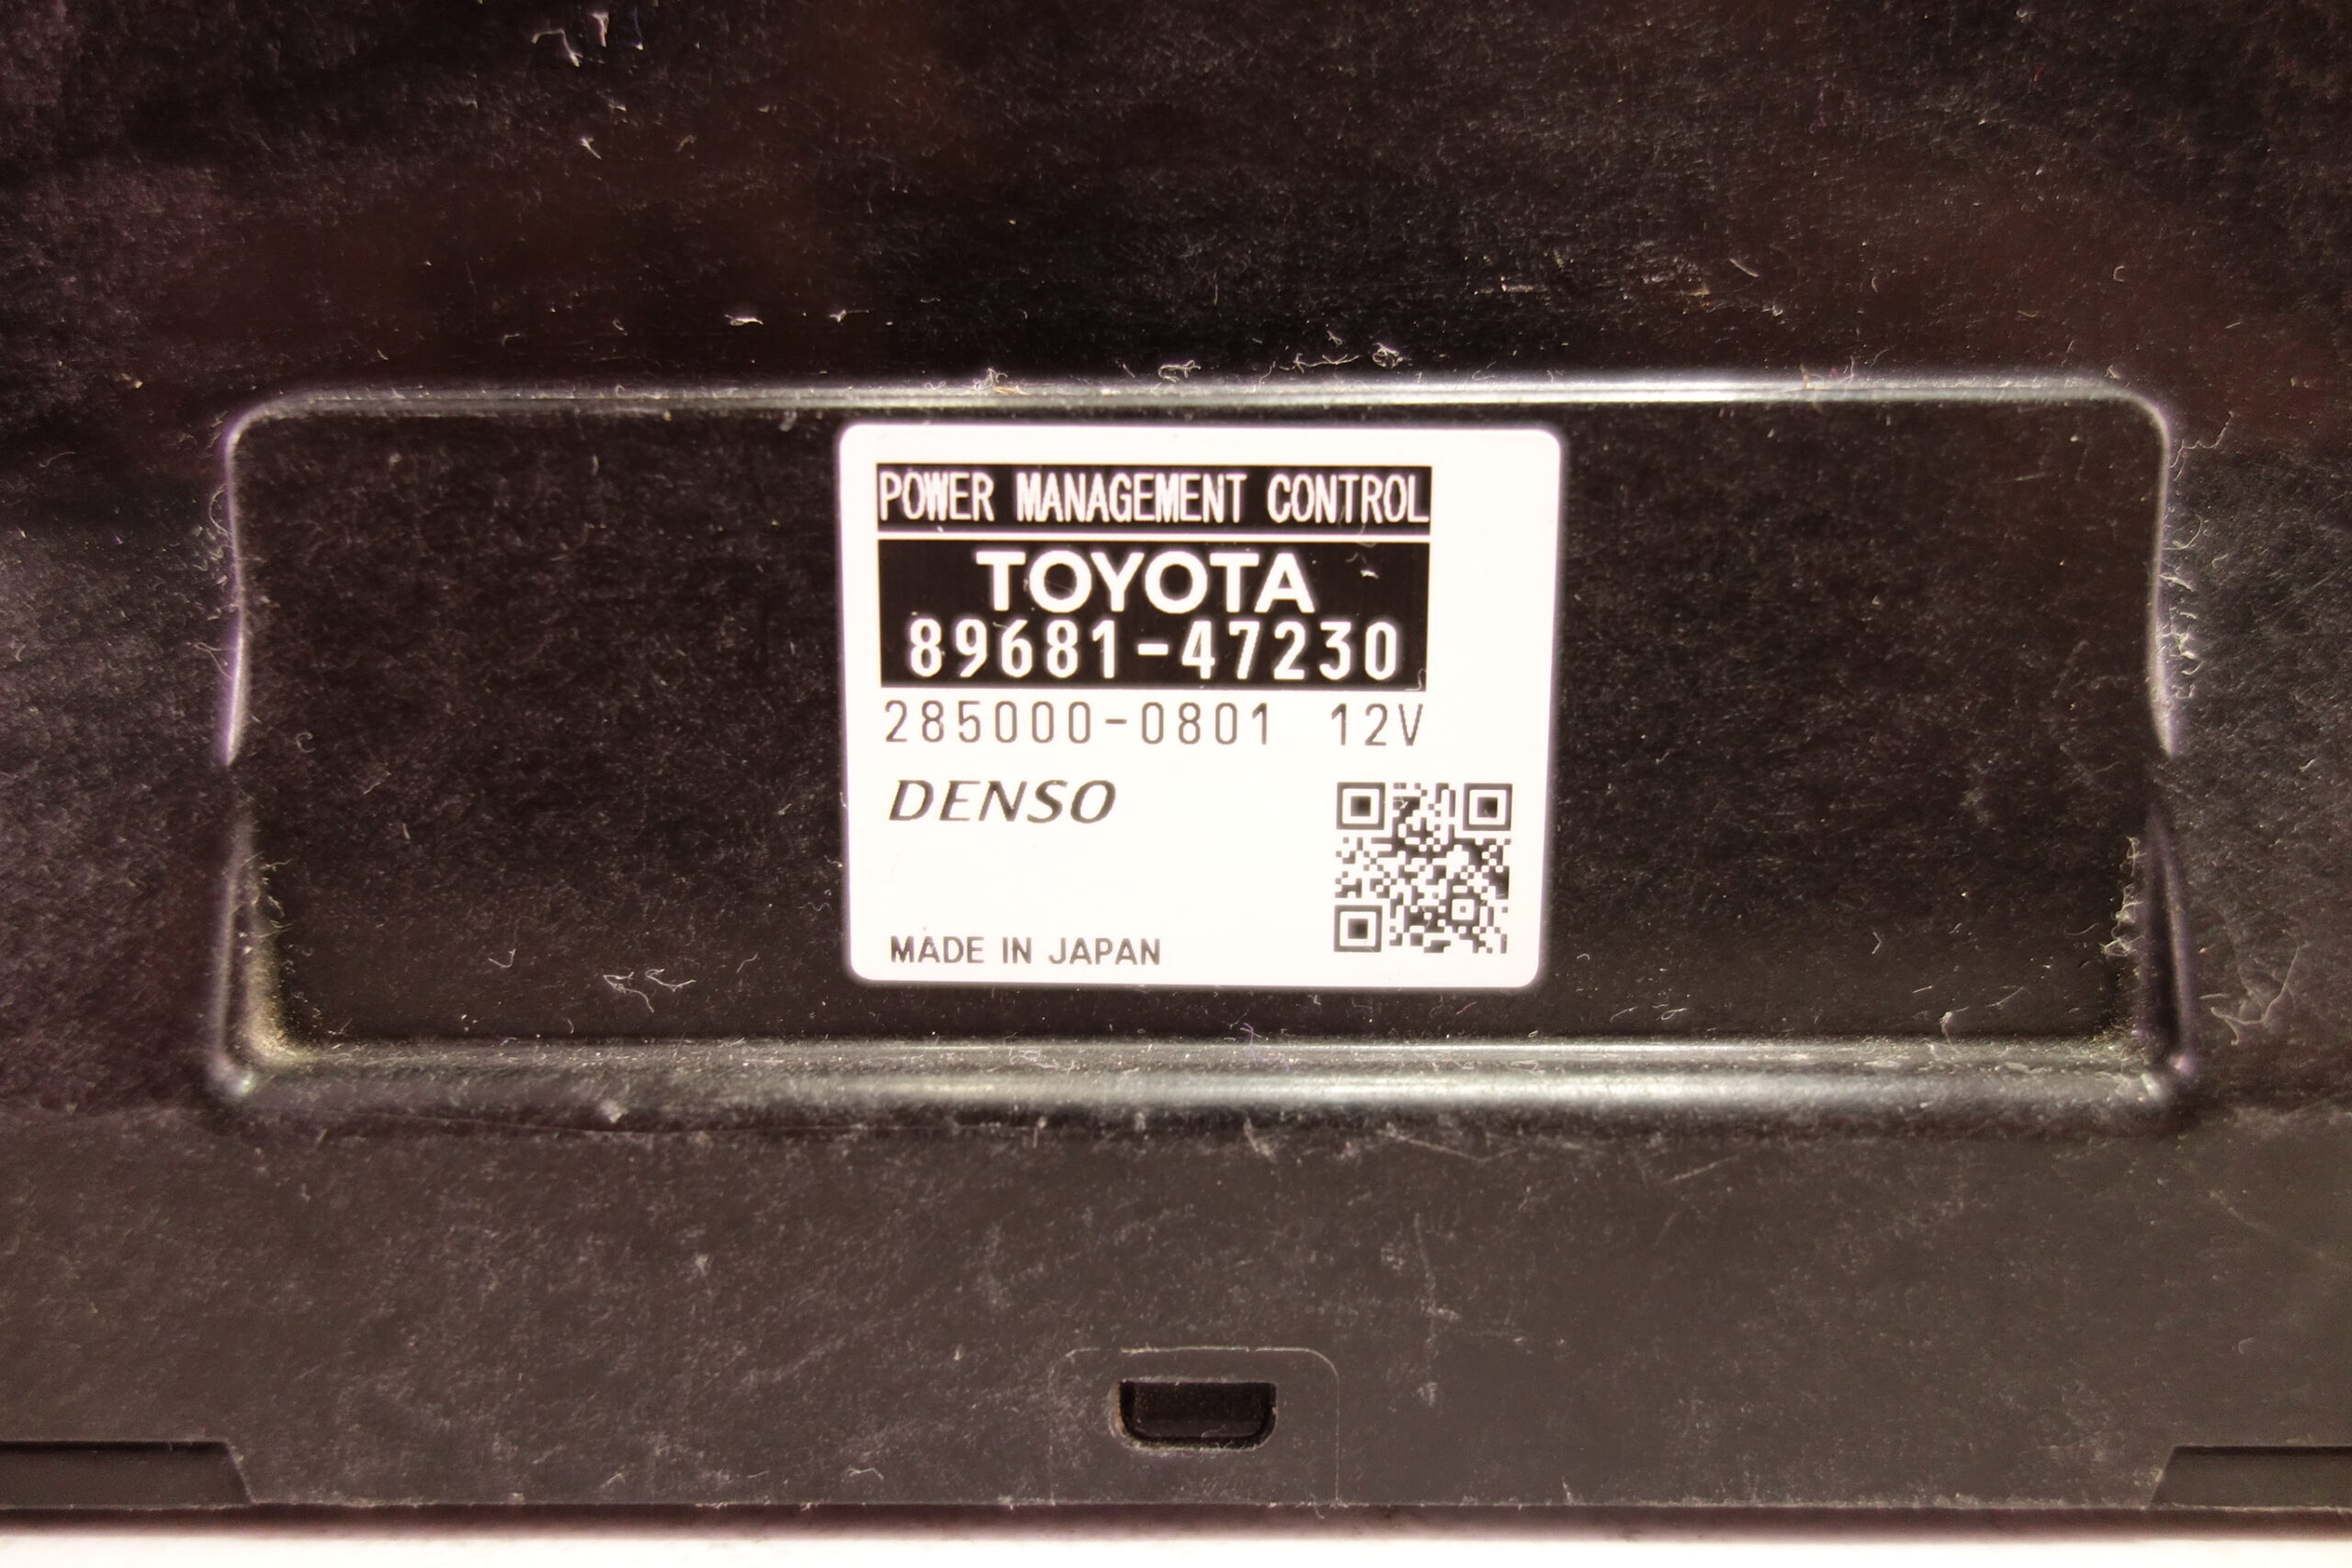 POWER MANAGEMENT CONTROL
TOYOTA
89681-47230
285000-0801 12V
DENSO
MADE IN JAPAN